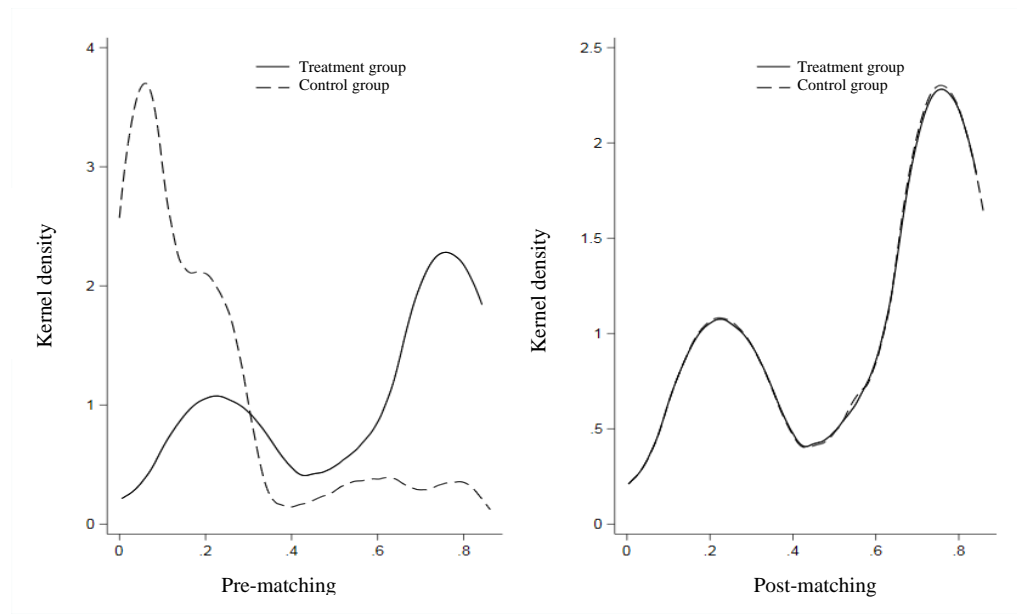 Treatment group
Control group
4
3
2
1
0
Kernel density
0 .2 .4 .6 .8
Pre-matching
Treatment group
Control group
2.5
2
1.5
1
.5
0
Kernel density
0 .2 .4 .6 .8
Post-matching